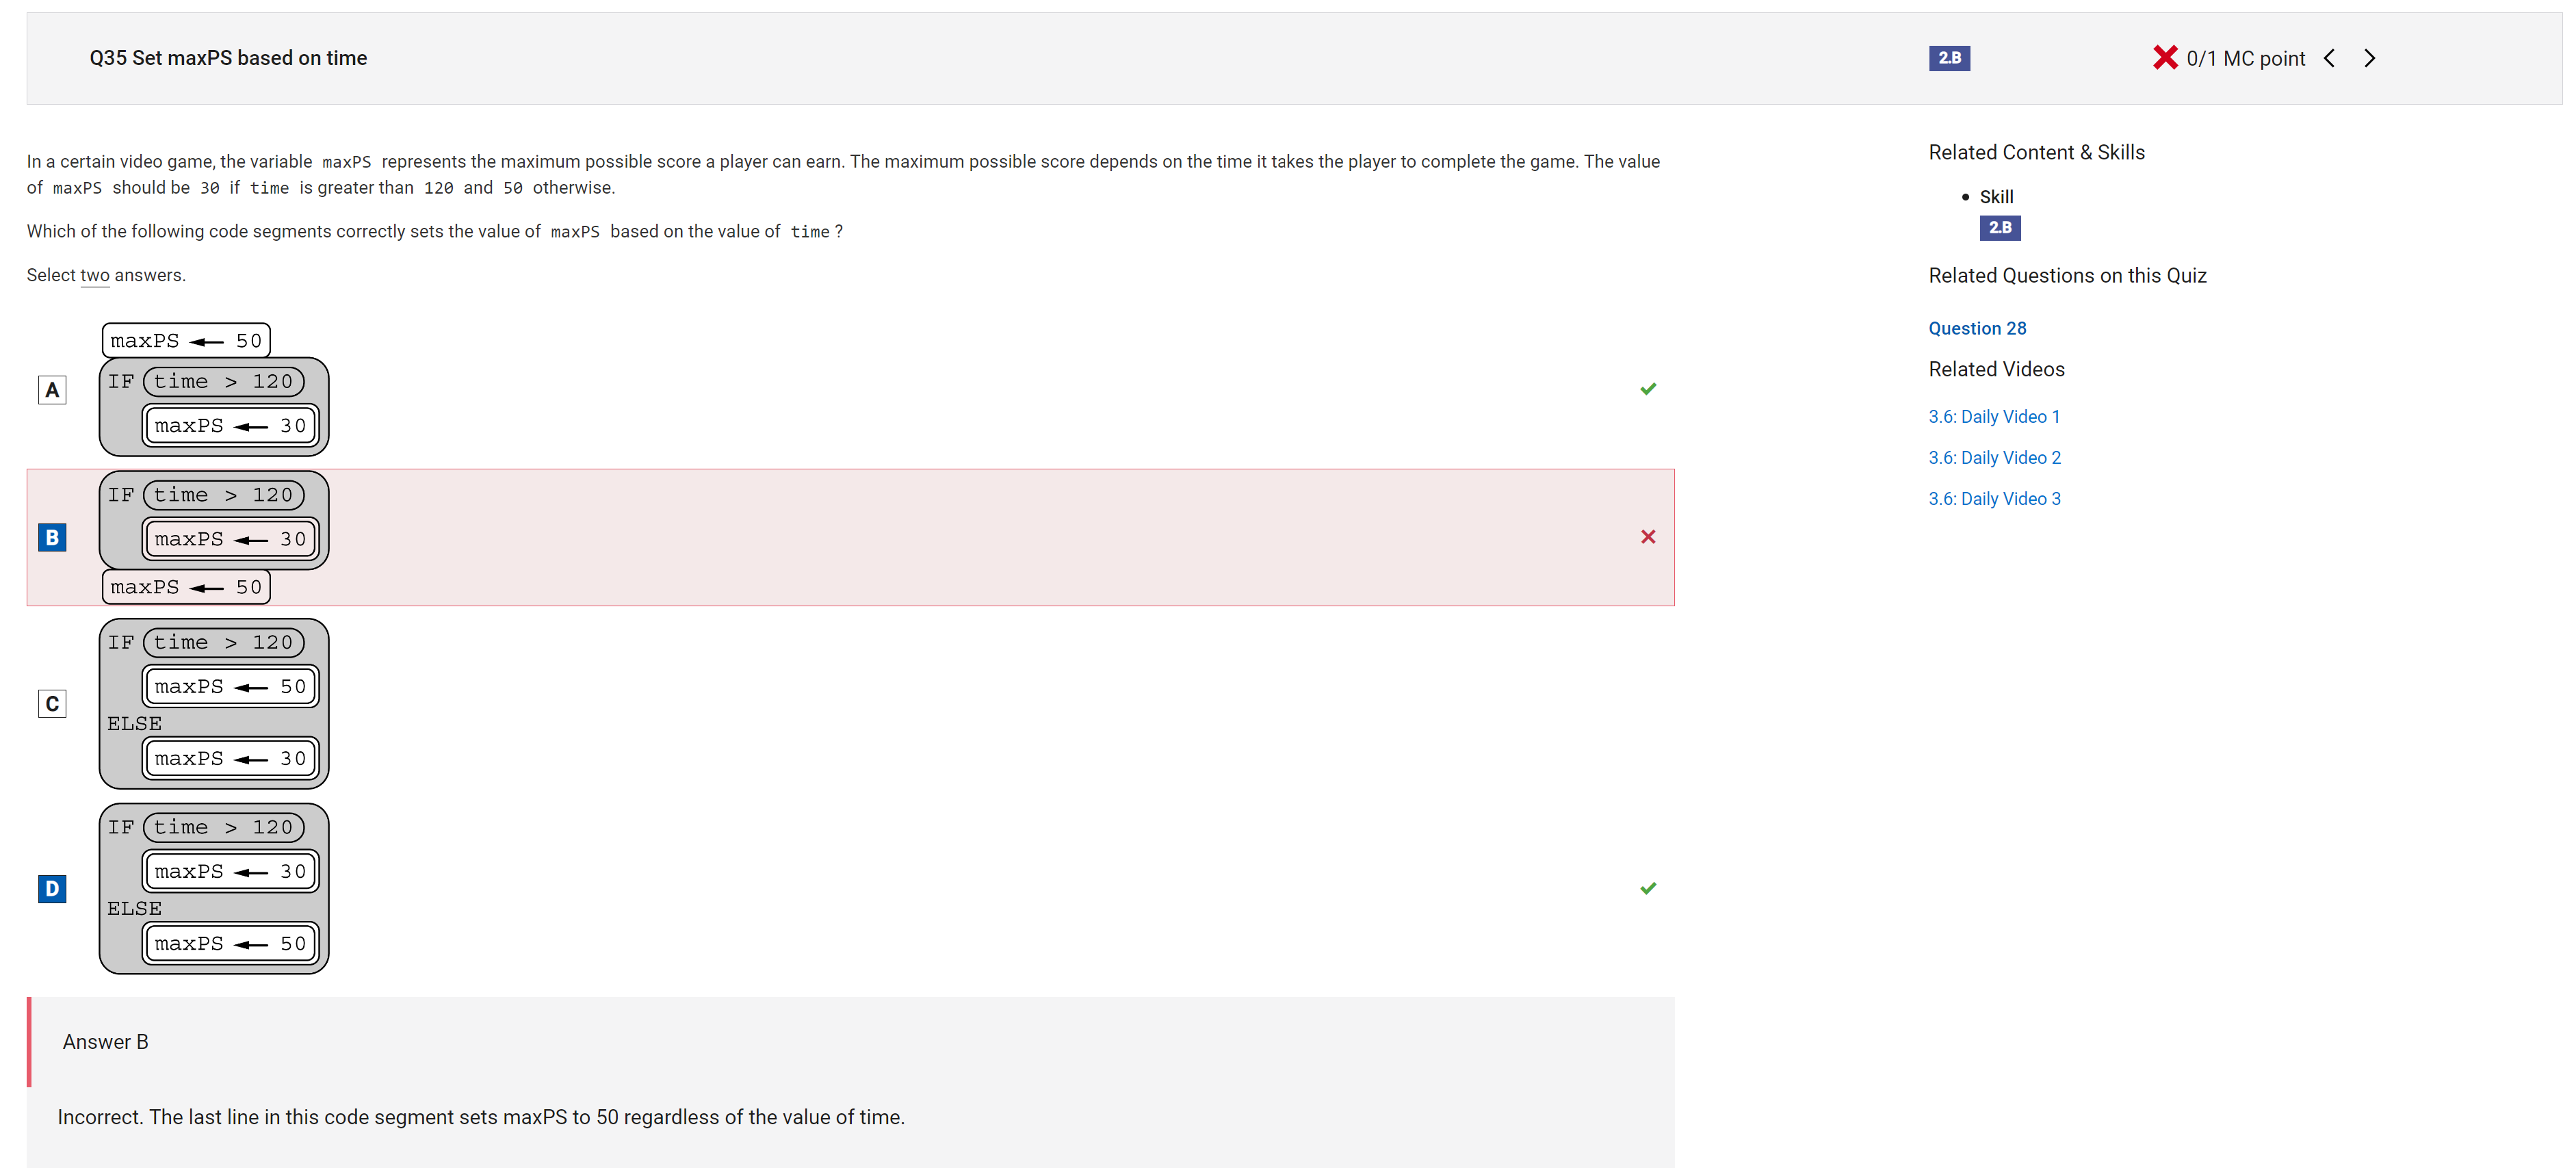 Q35 Set maxPS based on time
2.B
0/1 MC point
In a certain video game, the variable maxPS represents the maximum possible score a player can earn. The maximum possible score depends on the time it takes the player to complete the game. The value
of maxPS should be 30 if time is greater than 120 and 50 otherwise.
Which of the following code segments correctly sets the value of maxPS based on the value of time ?
Select two answers.
A
maxPS ← 50
IF time > 120
maxPS ← 30
B
IF time > 120
maxPS ← 30
maxPS ← 50
C
IF time > 120
maxPS ← 50
ELSE
maxPS ← 30
D
IF time > 120
maxPS ← 30
ELSE
maxPS ← 50
Answer B
Incorrect. The last line in this code segment sets maxPS to 50 regardless of the value of time.
Related Content & Skills
• Skill
2.B
Related Questions on this Quiz
Question 28
Related Videos
3.6: Daily Video 1
3.6: Daily Video 2
3.6: Daily Video 3